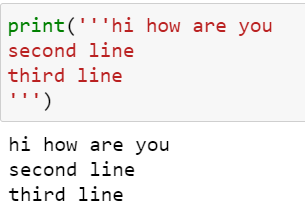 print('''hi how are you
second line
third line
''')
hi how are you
second line
third line